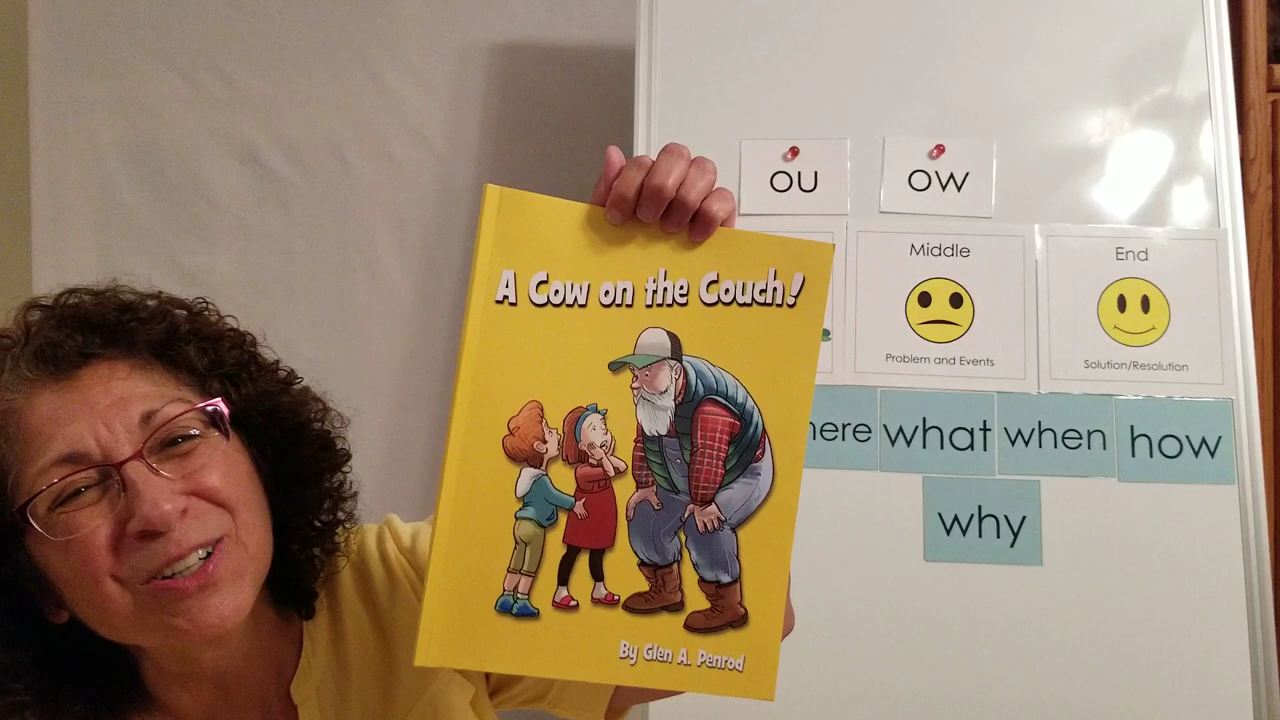 ou
ow
A Cow on the Couch!
By Glen A. Penrod
Middle
Problem and Events
End
Solution/Resolution
what
when
how
why